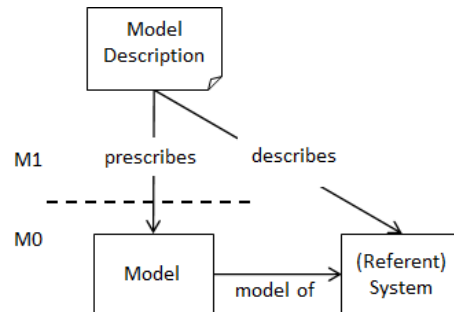 Model
Description
M1
prescribes
describes
M0
Model
model of
(Referent)
System